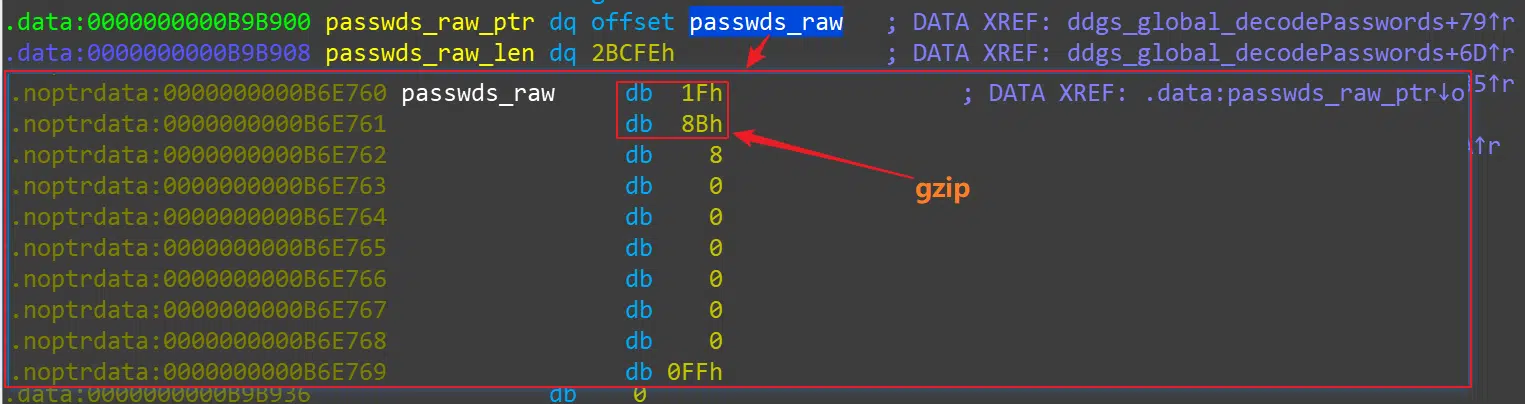 .data:0000000000B9B900 passwds_raw_ptr dq offset passwds_raw ; DATA XREF: ddgs_global_decodePasswords+79↑r
.data:0000000000B9B908 passwds_raw_len dq 2BCFEh ; DATA XREF: ddgs_global_decodePasswords+6D↑r
.noptrdata:0000000000B6E760 passwds_raw db 1Fh ; DATA XREF: .data:passwds_raw_ptr↓o 5↑r
.noptrdata:0000000000B6E761 db 8Bh
.noptrdata:0000000000B6E762 db 8 ↑r
.noptrdata:0000000000B6E763 db 0
gzip
.noptrdata:0000000000B6E764 db 0
.noptrdata:0000000000B6E765 db 0
.noptrdata:0000000000B6E766 db 0
.noptrdata:0000000000B6E767 db 0
.noptrdata:0000000000B6E768 db 0
.noptrdata:0000000000B6E769 db 0FFh
.data:0000000000B9B936 db 0